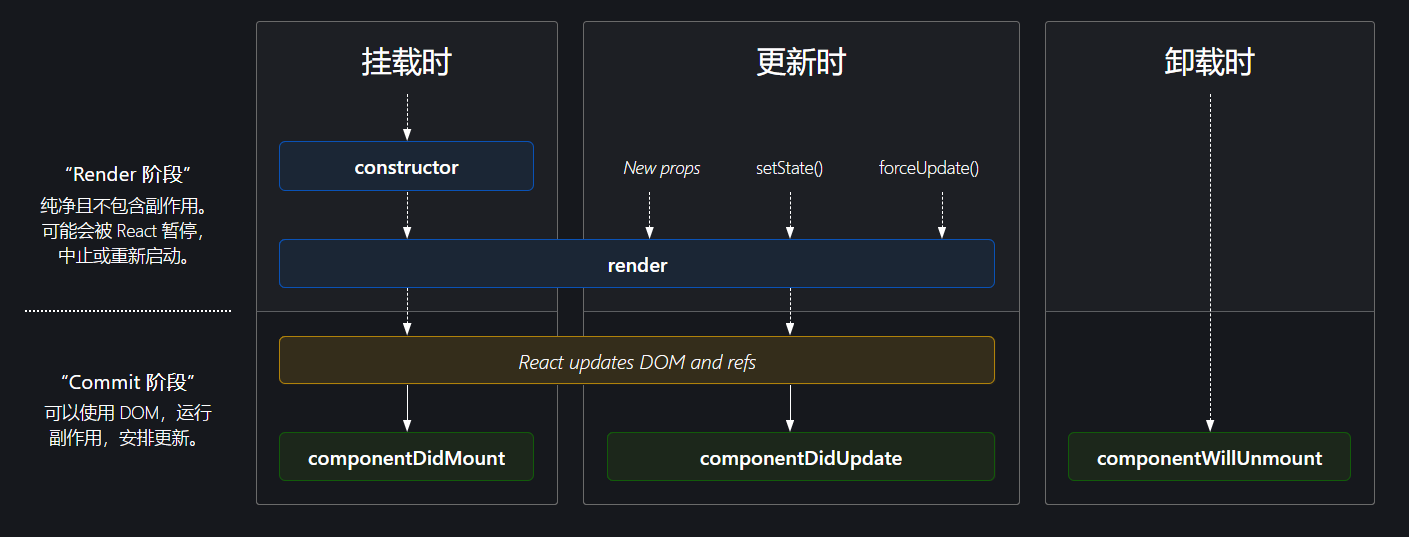 挂载时
更新时
卸载时
“Render 阶段”
纯净且不包含副作用。
可能会被 React 暂停，
中止或重新启动。
constructor
New props
setState()
forceUpdate()
render
“Commit 阶段”
可以使用 DOM，运行
副作用，安排更新。
React updates DOM and refs
componentDidMount
componentDidUpdate
componentWillUnmount